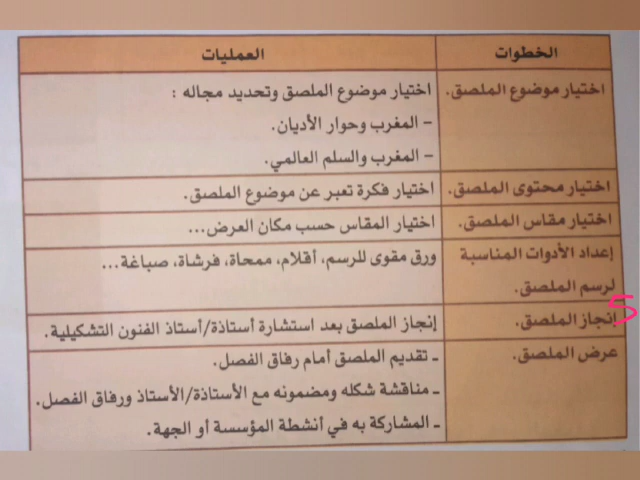 الخطوات العمليات
اختيار موضوع الملصق. اختيار موضوع الملصق وتحديد مجاله :
– المغرب وحوار الأديان.
– المغرب والسلم العالمي.
اختيار محتوى الملصق. اختيار فكرة تعبر عن موضوع الملصق.
اختيار مقاس الملصق. اختيار المقاس حسب مكان العرض...
إعداد الأدوات المناسبة ورق مقوى للرسم، أقلام، ممحاة، فرشاة، صباغة...
لرسم الملصق.
5
إنجاز الملصق. إنجاز الملصق بعد استشارة أستاذة/أستاذ الفنون التشكيلية.
عرض الملصق. ـ تقديم الملصق أمام رفاق الفصل.
ـ مناقشة شكله ومضمونه مع الأستاذة/الأستاذ ورفاق الفصل.
ـ المشاركة به في أنشطة المؤسسة أو الجهة.